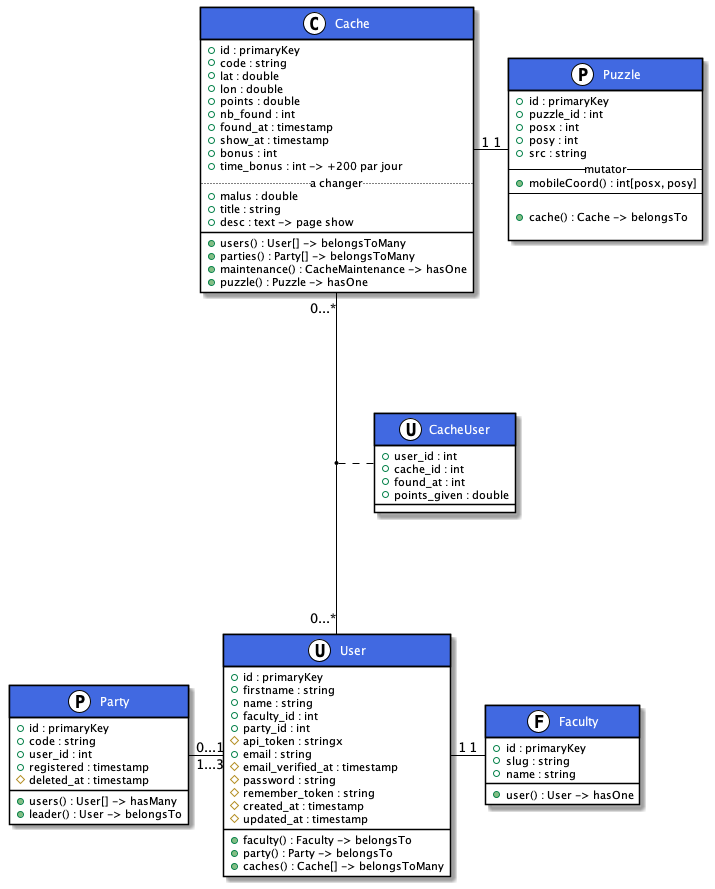 C Cache
id : primaryKey
code : string
lat : double
lon : double
points : double
nb_found : int
found_at : timestamp
show_at : timestamp
bonus : int
time_bonus : int -> +200 par jour
a changer
malus : double
title : string
desc : text -> page show
users() : User[] -> belongsToMany
parties() : Party[] -> belongsToMany
maintenance() : CacheMaintenance -> hasOne
puzzle() : Puzzle -> hasOne
1 1
P Puzzle
id : primaryKey
puzzle_id : int
posx : int
posy : int
src : string
mutator
mobileCoord() : int[posx, posy]
cache() : Cache -> belongsTo
0...*
U CacheUser
user_id : int
cache_id : int
found_at : int
points_given : double
0...*
U User
id : primaryKey
firstname : string
name : string
faculty_id : int
party_id : int
api_token : stringx
email : string
email_verified_at : timestamp
password : string
remember_token : string
created_at : timestamp
updated_at : timestamp
faculty() : Faculty -> belongsTo
party() : Party -> belongsTo
caches() : Cache[] -> belongsToMany
P Party
id : primaryKey
code : string
user_id : int
registered : timestamp
deleted_at : timestamp
users() : User[] -> hasMany
leader() : User -> belongsTo
0...1
1...3
1 1
F Faculty
id : primaryKey
slug : string
name : string
user() : User -> hasOne